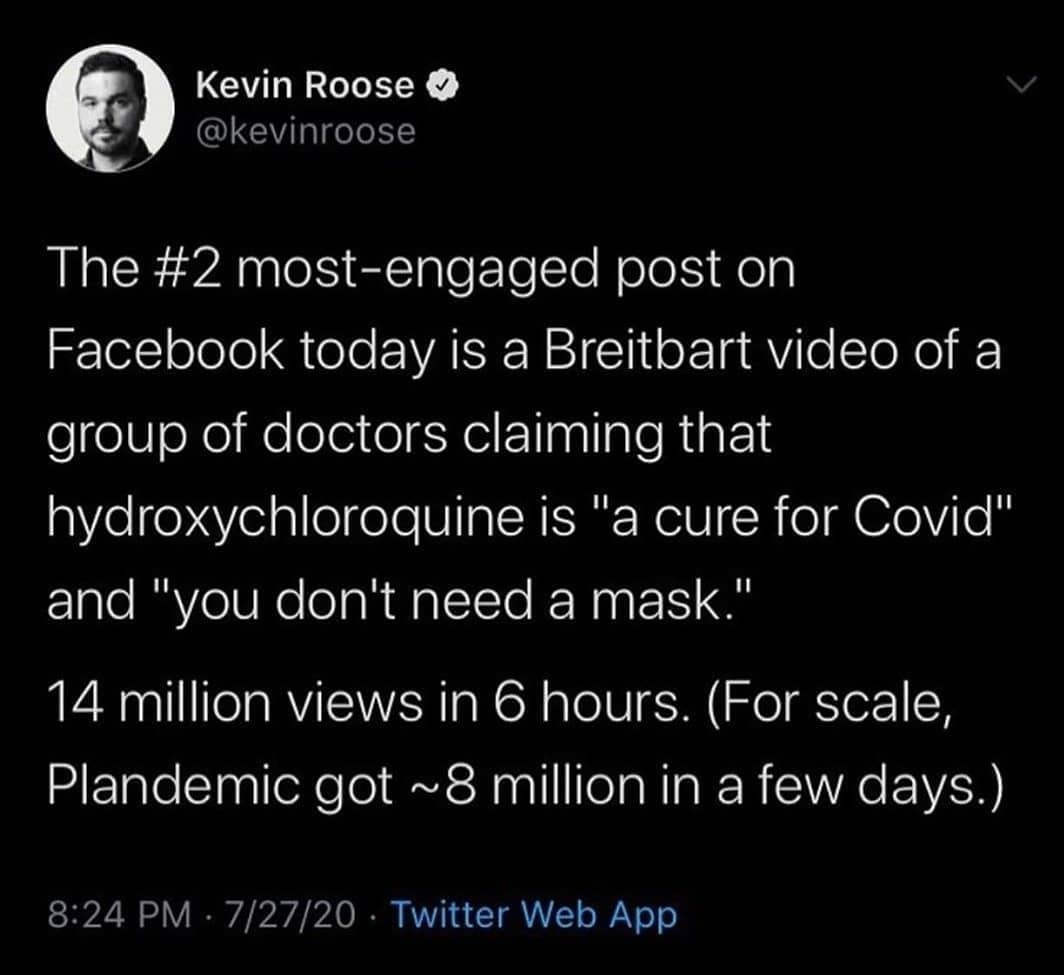 Kevin Roose
@kevinroose
The #2 most-engaged post on
Facebook today is a Breitbart video of a
group of doctors claiming that
hydroxychloroquine is "a cure for Covid"
and "you don't need a mask."
14 million views in 6 hours. (For scale,
Plandemic got ~8 million in a few days.)
8:24 PM · 7/27/20 · Twitter Web App